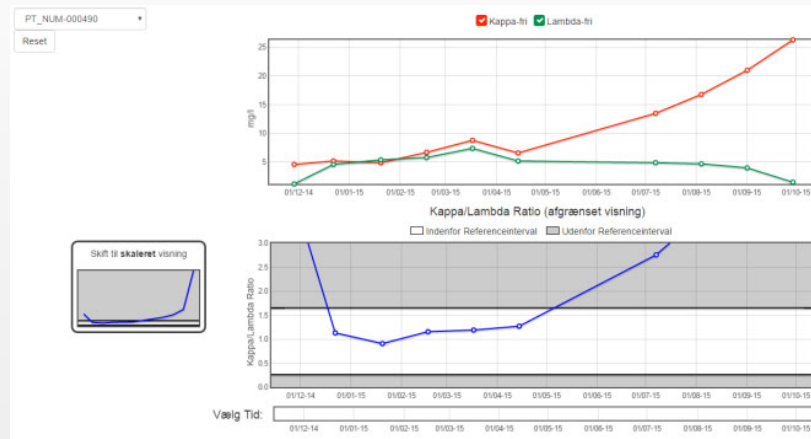 PT_NUM-000490
Reset
Kappa-fri Lambda-fri
25
20
15
10
5
mg/l
01/12-14 01/01-15 01/02-15 01/03-15 01/04-15 01/05-15 01/06-15 01/07-15 01/08-15 01/09-15 01/10-15
Kappa/Lambda Ratio (afgrænset visning)
Indenfor Referenceinterval Udenfor Referenceinterval
Skift til skaleret visning
3.0
2.5
2.0
1.5
1.0
0.5
0.0
Kappa/Lambda Ratio
01/12-14 01/01-15 01/02-15 01/03-15 01/04-15 01/05-15 01/06-15 01/07-15 01/08-15 01/09-15 01/10-15
Vælg Tid:
01/12-14 01/01-15 01/02-15 01/03-15 01/04-15 01/05-15 01/06-15 01/07-15 01/08-15 01/09-15 01/10-15